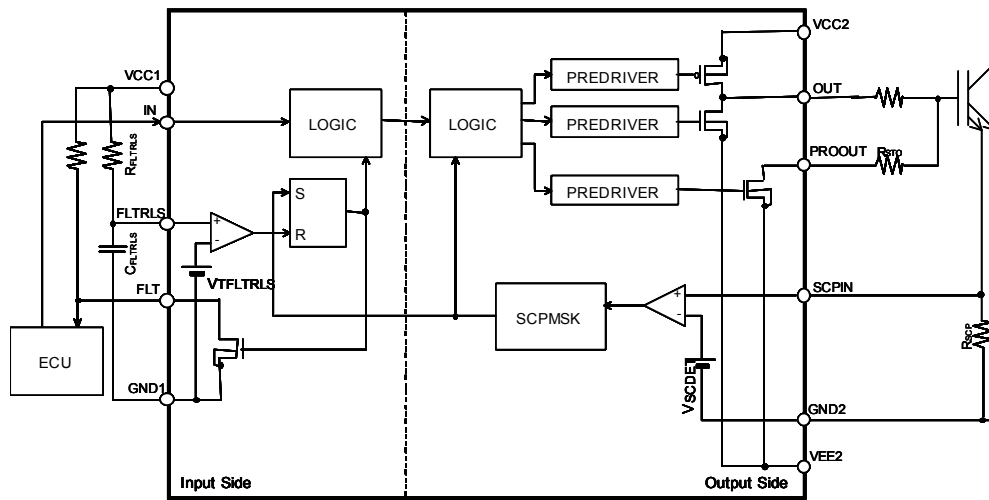 VCC2
VCC1
PREDRIVER
OUT
IN
LOGIC
LOGIC
PREDRIVER
RFLTRLS
PROOUT
RSTO
PREDRIVER
S
FLTRLS
+
R
-
CFLTRLS
VTFLTRLS
FLT
SCPIN
+
SCPMSK
-
RSCP
ECU
VSCDET
GND1
GND2
VEE2
Input Side
Output Side